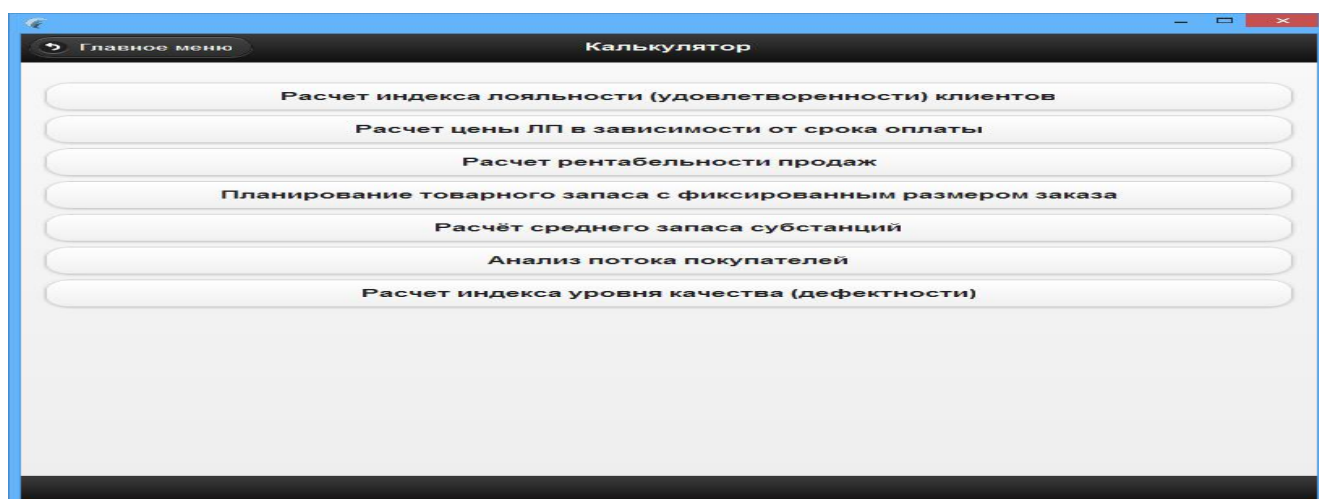 Главное меню
Калькулятор
Расчет индекса лояльности (удовлетворенности) клиентов
Расчет цены ЛП в зависимости от срока оплаты
Расчет рентабельности продаж
Планирование товарного запаса с фиксированным размером заказа
Расчёт среднего запаса субстанций
Анализ потока покупателей
Расчет индекса уровня качества (дефектности)